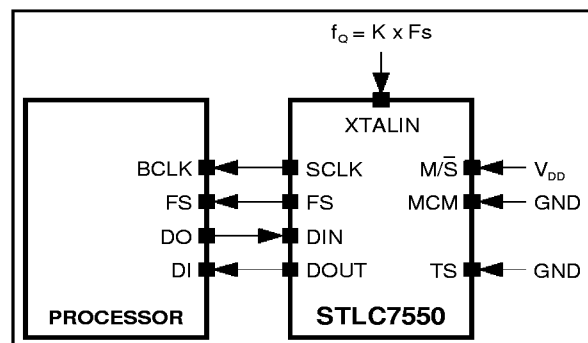 f_Q = K x Fs
XTALIN
BCLK SCLK M/S̅ V_DD
FS FS MCM GND
DO DIN
DI DOUT TS GND
PROCESSOR STLC7550